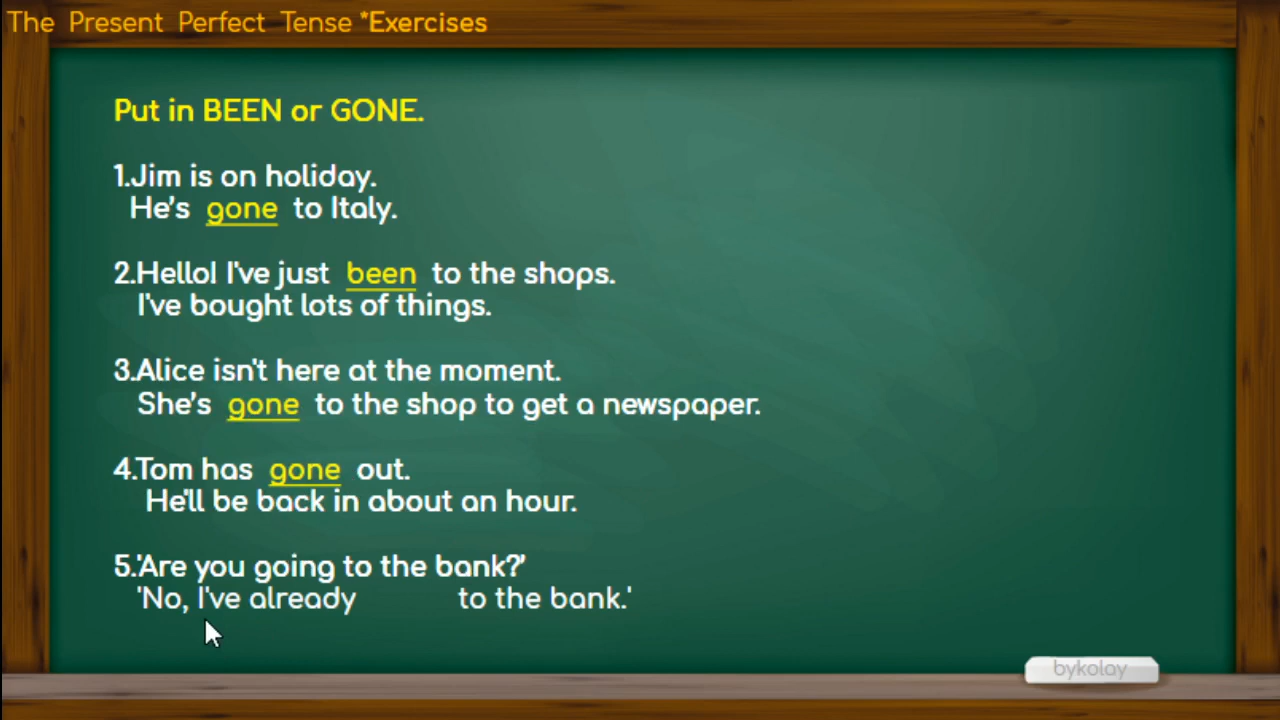 The Present Perfect Tense *Exercises
Put in BEEN or GONE.
1.Jim is on holiday.
He's gone to Italy.
2.Hello! I've just been to the shops.
I've bought lots of things.
3.Alice isn't here at the moment.
She's gone to the shop to get a newspaper.
4.Tom has gone out.
He'll be back in about an hour.
5.'Are you going to the bank?'
'No, I've already to the bank.'
bykolay